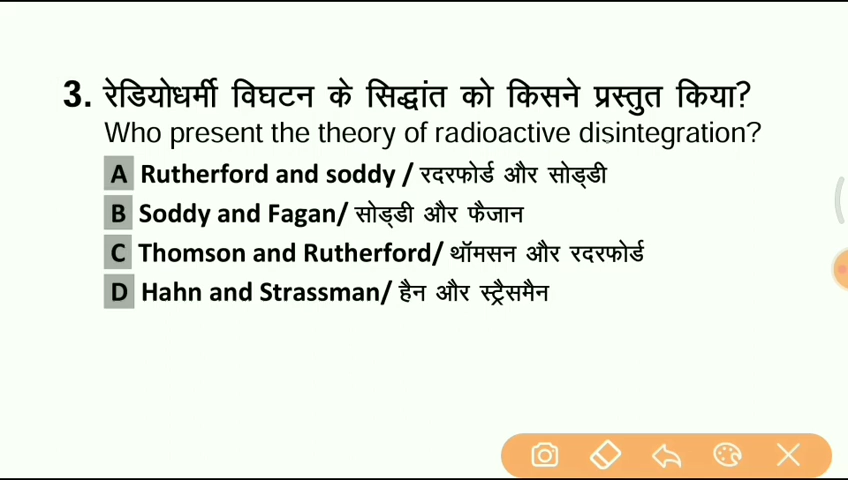 3. रेडियोधर्मी विघटन के सिद्धांत को किसने प्रस्तुत किया?
Who present the theory of radioactive disintegration?
A Rutherford and soddy / रदरफोर्ड और सोड्डी
B Soddy and Fagan/ सोड्डी और फैजान
C Thomson and Rutherford/ थॉमसन और रदरफोर्ड
D Hahn and Strassman/ हैन और स्ट्रैसमैन